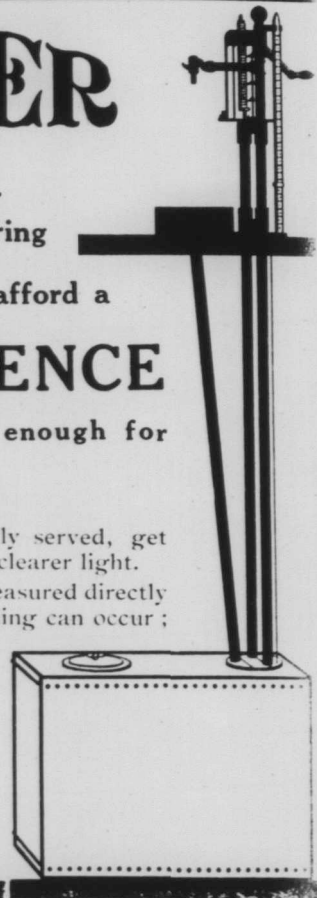 ER
ring
afford a
ENCE
enough for
ly served, get
clearer light.
easured directly
ing can occur ;